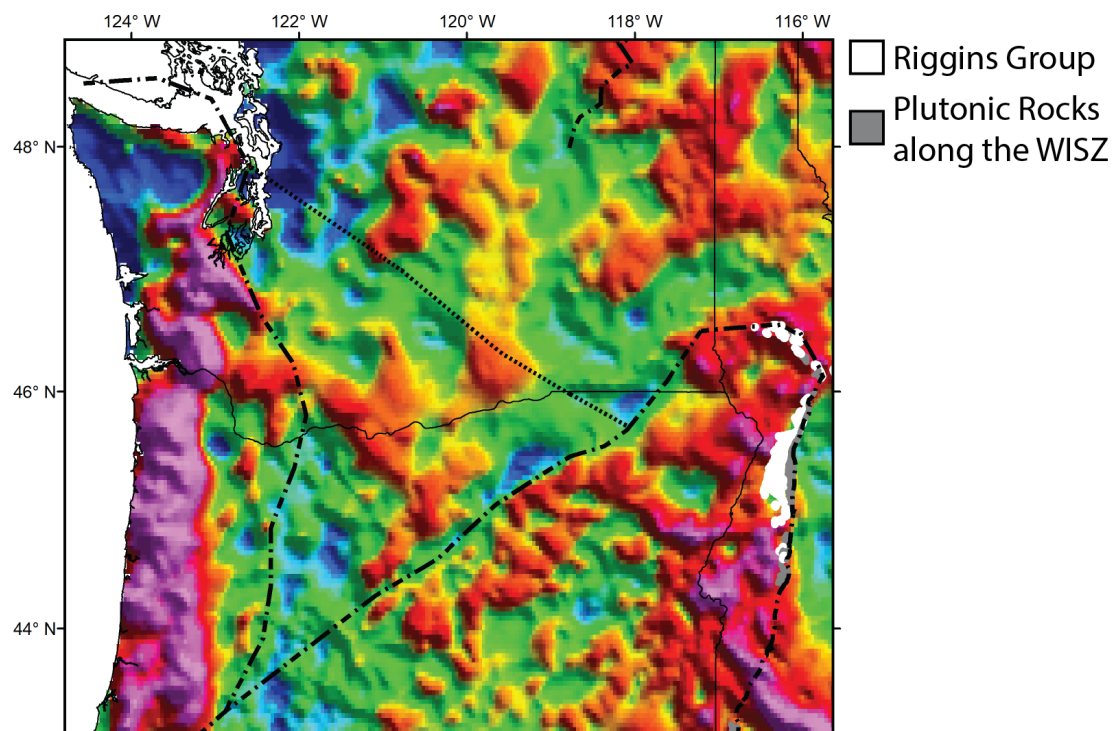 124° W 122° W 120° W 118° W 116° W
48° N
46° N
44° N
Riggins Group
Plutonic Rocks
along the WISZ